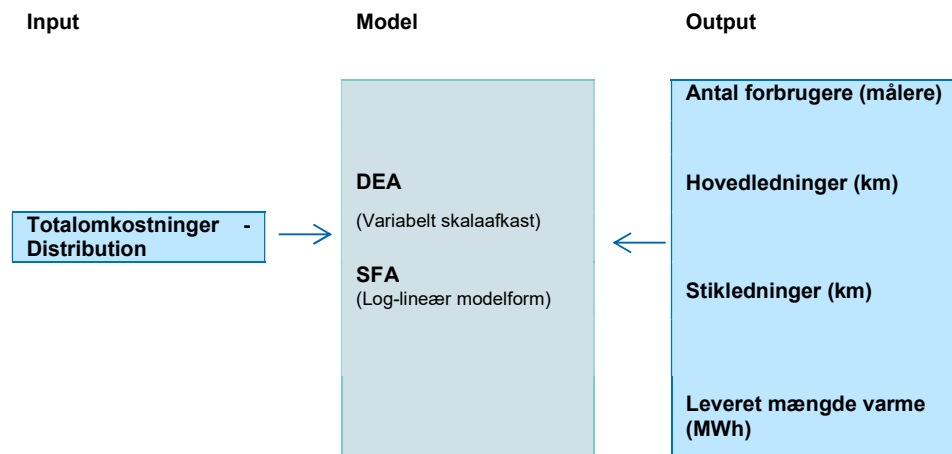 Input
Model
Output
Totalomkostninger -
Distribution
DEA
(Variabelt skalaafkast)
SFA
(Log-lineær modelform)
Antal forbrugere (målere)
Hovedledninger (km)
Stikledninger (km)
Leveret mængde varme
(MWh)